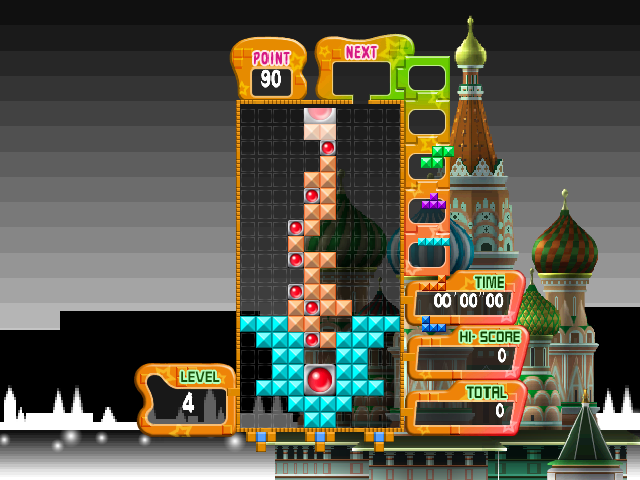 POINT
90
NEXT
TIME
00'00"00
HI-SCORE
0
LEVEL
4
TOTAL
0